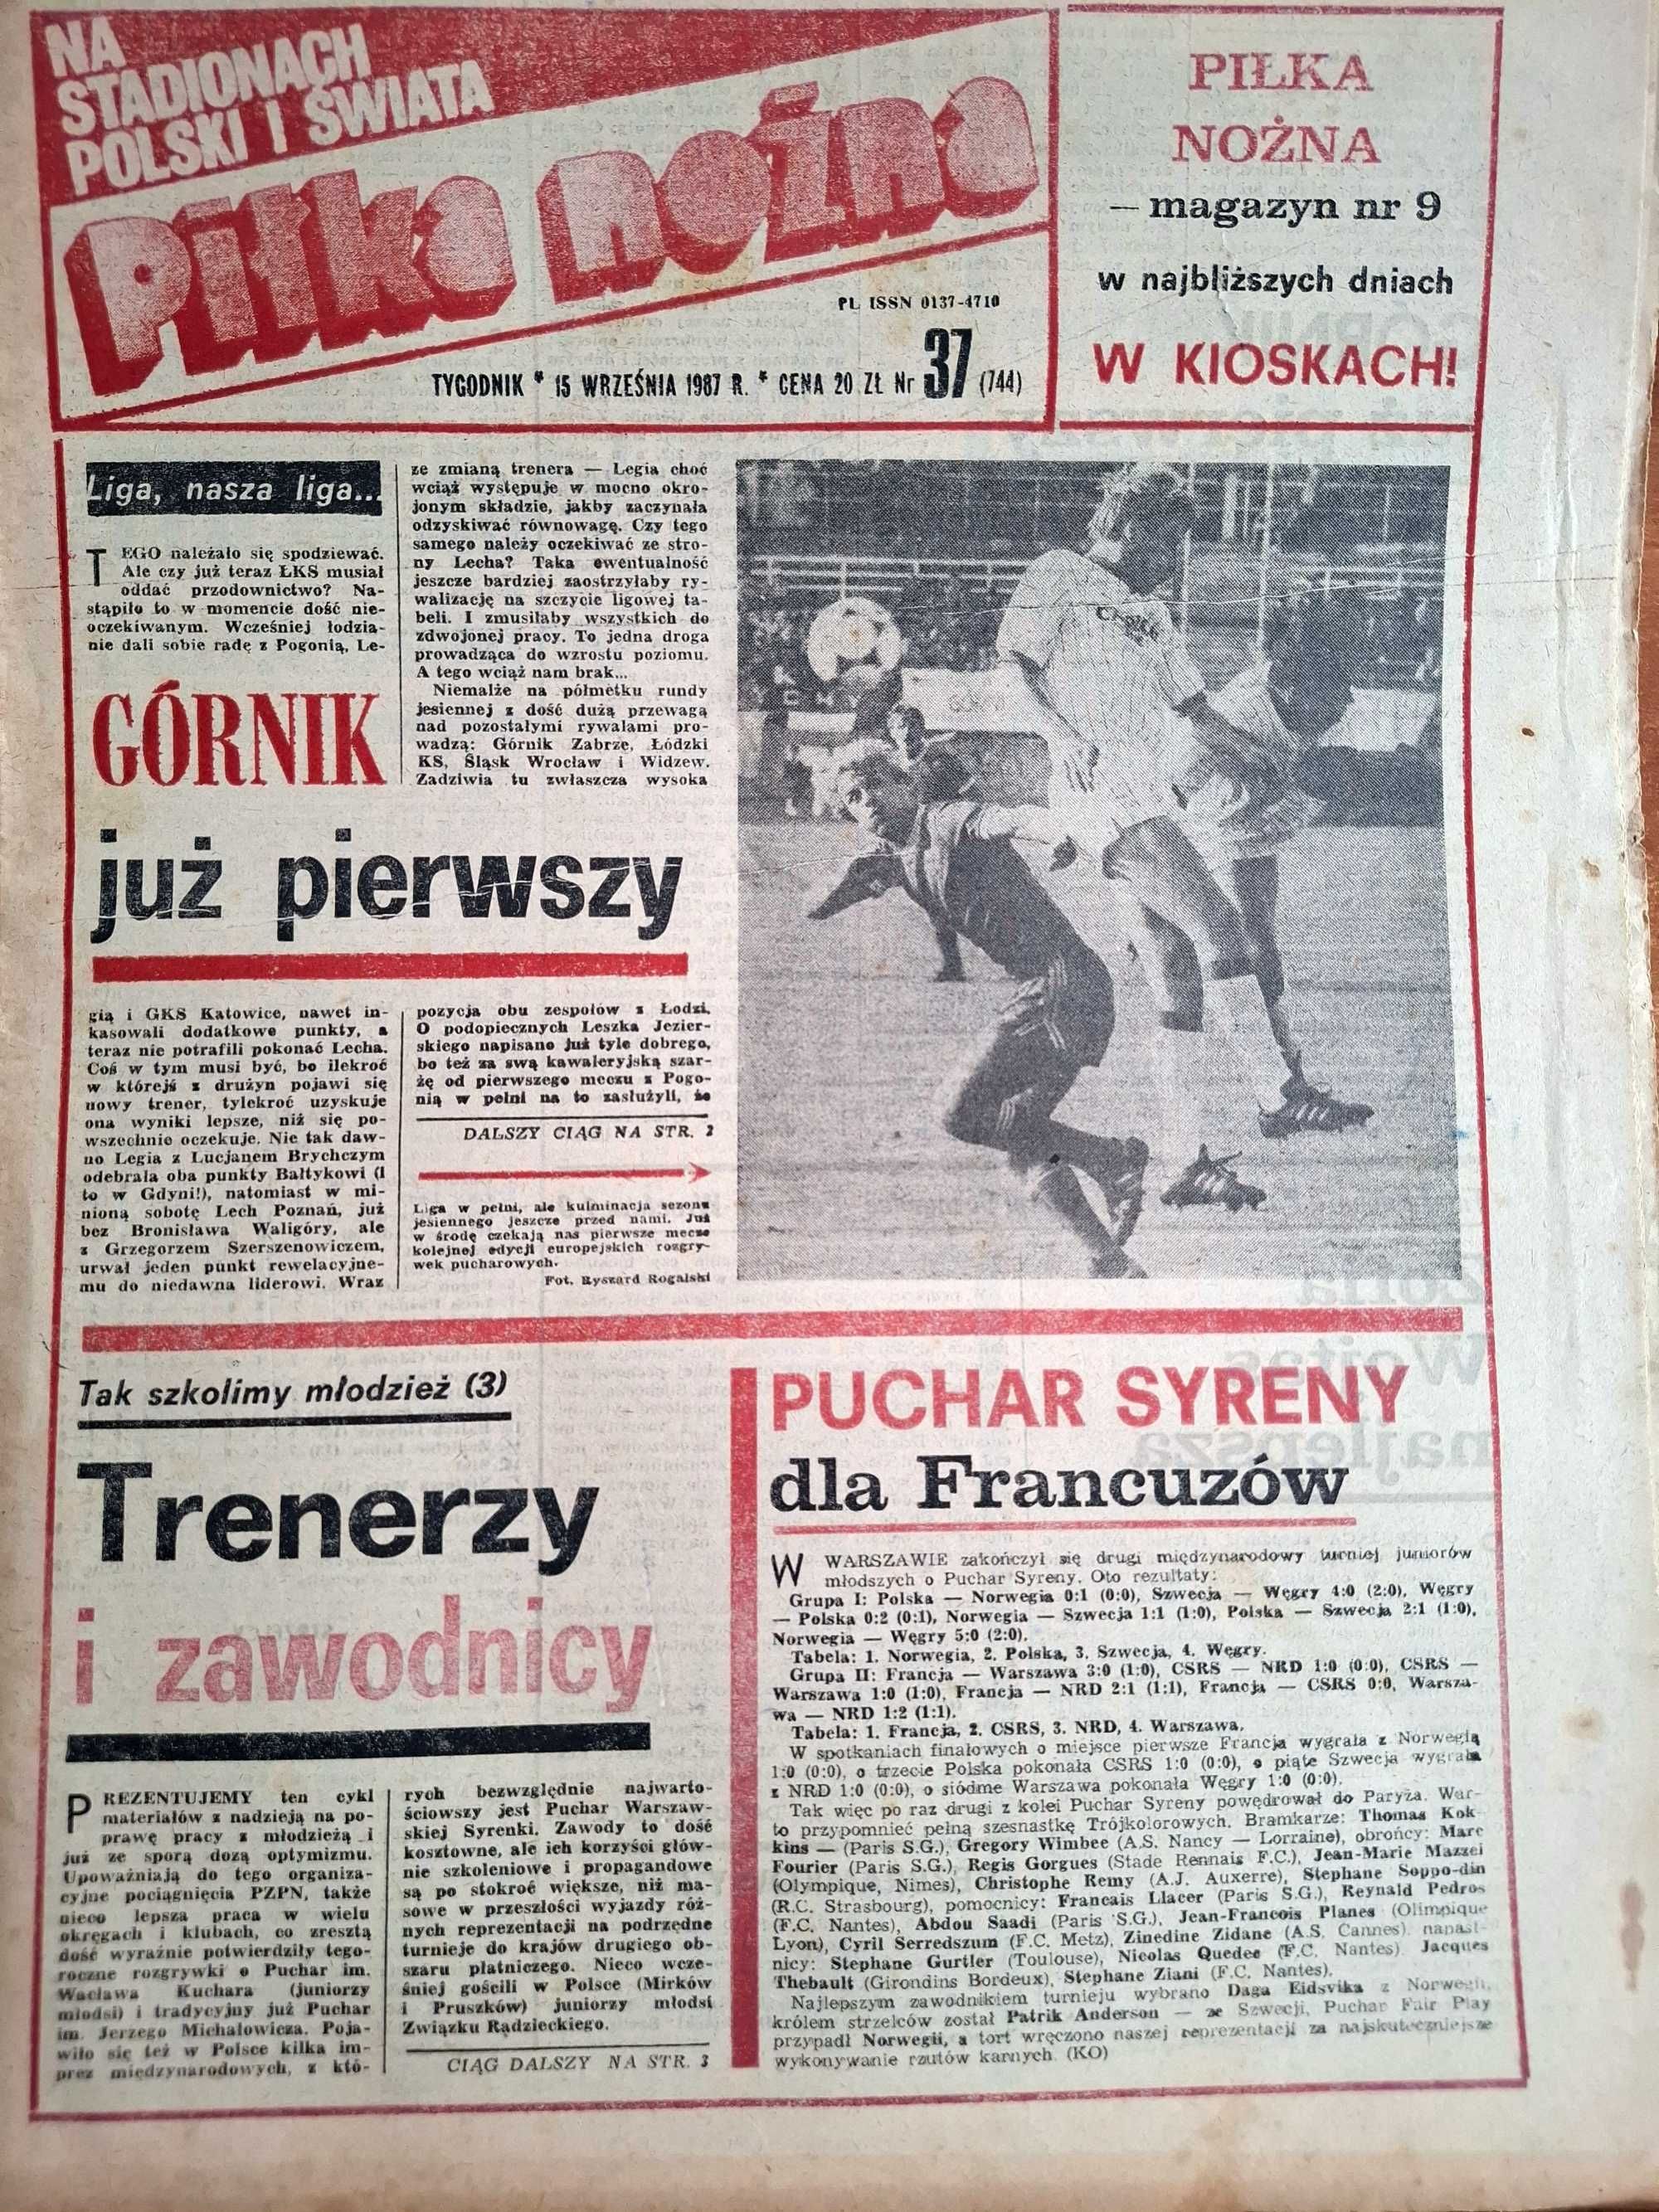 NA
STADIONACH
POLSKI I ŚWIATA
Piłka nożna
PL ISSN 0137-4710
TYGODNIK * 15 WRZEŚNIA 1987 R. * CENA 20 ZŁ Nr 37 (744)
PIŁKA
NOŻNA
— magazyn nr 9
w najbliższych dniach
W KIOSKACH!
Liga, nasza liga...
TEGO należało się spodziewać.
Ale czy już teraz ŁKS musiał
oddać przodownictwo? Na-
stąpiło to w momencie dość nie-
oczekiwanym. Wcześniej łodzia-
nie dali sobie radę z Pogonią, Le-
GÓRNIK
już pierwszy
gią i GKS Katowice, nawet in-
kasowali dodatkowe punkty, a
teraz nie potrafili pokonać Lecha.
Coś w tym musi być, bo ilekroć
w którejś z drużyn pojawi się
nowy trener, tylekroć uzyskuje
ona wyniki lepsze, niż się po-
wszechnie oczekuje. Nie tak daw-
no Legia z Lucjanem Brychczym
odebrała oba punkty Bałtykowi (i
to w Gdyni!), natomiast w mi-
nioną sobotę Lech Poznań, już
bez Bronisława Waligóry, ale
z Grzegorzem Szerszenowiczem,
urwał jeden punkt rewelacyjne-
mu do niedawna liderowi. Wraz
ze zmianą trenera — Legia choć
wciąż występuje w mocno okro-
jonym składzie, jakby zaczynała
odzyskiwać równowagę. Czy tego
samego należy oczekiwać ze stro-
ny Lecha? Taka ewentualność
jeszcze bardziej zaostrzyłaby ry-
walizację na szczycie ligowej ta-
beli. I zmusiłaby wszystkich do
zdwojonej pracy. To jedna droga
prowadząca do wzrostu poziomu.
A tego wciąż nam brak...
Niemalże na półmetku rundy
jesiennej z dość dużą przewagą
nad pozostałymi rywalami pro-
wadzą: Górnik Zabrze, Łódzki
KS, Śląsk Wrocław i Widzew.
Zadziwia tu zwłaszcza wysoka
pozycja obu zespołów z Łodzi.
O podopiecznych Leszka Jezier-
skiego napisano już tyle dobrego,
bo też za swą kawaleryjską szar-
żę od pierwszego meczu z Pogo-
nią w pełni na to zasłużyli, że
DALSZY CIĄG NA STR. 2
Liga w pełni, ale kulminacja sezonu
jesiennego jeszcze przed nami. Już
w środę czekają nas pierwsze mecze
kolejnej edycji europejskich rozgry-
wek pucharowych.
Fot. Ryszard Rogalski
Tak szkolimy młodzież (3)
Trenerzy
i zawodnicy
PREZENTUJEMY ten cykl
materiałów z nadzieją na po-
prawę pracy z młodzieżą i
już ze sporą dozą optymizmu.
Upoważniają do tego organiza-
cyjne pociągnięcia PZPN, także
nieco lepsza praca w wielu
okręgach i klubach, co zresztą
dość wyraźnie potwierdziły tego-
roczne rozgrywki o Puchar im.
Wacława Kuchara (juniorzy
młodsi) i tradycyjny już Puchar
im. Jerzego Michałowicza. Poja-
wiło się też w Polsce kilka im-
prez międzynarodowych, z któ-
rych bezwzględnie najwarto-
ściowszy jest Puchar Warszaw-
skiej Syrenki. Zawody to dość
kosztowne, ale ich korzyści głów-
nie szkoleniowe i propagandowe
są po stokroć większe, niż ma-
sowe w przeszłości wyjazdy róż-
nych reprezentacji na podrzędne
turnieje do krajów drugiego ob-
szaru płatniczego. Nieco wcze-
śniej gościli w Polsce (Mirków
i Pruszków) juniorzy młodsi
Związku Radzieckiego.
CIĄG DALSZY NA STR. 3
PUCHAR SYRENY
dla Francuzów
W WARSZAWIE zakończył się drugi międzynarodowy turniej juniorów
młodszych o Puchar Syreny. Oto rezultaty:
Grupa I: Polska — Norwegia 0:1 (0:0), Szwecja — Węgry 4:0 (2:0), Węgry
— Polska 0:2 (0:1), Norwegia — Szwecja 1:1 (1:0), Polska — Szwecja 2:1 (1:0),
Norwegia — Węgry 5:0 (2:0).
Tabela: 1. Norwegia, 2. Polska, 3. Szwecja, 4. Węgry.
Grupa II: Francja — Warszawa 3:0 (1:0), CSRS — NRD 1:0 (0:0), CSRS —
Warszawa 1:0 (1:0), Francja — NRD 2:1 (1:1), Francja — CSRS 0:0, Warsza-
wa — NRD 1:2 (1:1).
Tabela: 1. Francja, 2. CSRS, 3. NRD, 4. Warszawa.
W spotkaniach finałowych o miejsce pierwsze Francja wygrała z Norwegią
1:0 (0:0), o trzecie Polska pokonała CSRS 1:0 (0:0), o piąte Szwecja wygrała
z NRD 1:0 (0:0), o siódme Warszawa pokonała Węgry 1:0 (0:0).
Tak więc po raz drugi z kolei Puchar Syreny powędrował do Paryża. War-
to przypomnieć pełną szesnastkę Trójkolorowych. Bramkarze: Thomas Kok-
kins — (Paris S.G.), Gregory Wimbee (A.S. Nancy — Lorraine), obrońcy: Marc
Fourier (Paris S.G.), Regis Gorgues (Stade Rennais F.C.), Jean-Marie Mazzei
(Olympique, Nimes), Christophe Remy (A.J. Auxerre), Stephane Soppo-din
(R.C. Strasbourg), pomocnicy: Francais Llacer (Paris S.G.), Reynald Pedros
(F.C. Nantes), Abdou Saadi (Paris S.G.), Jean-Francois Planes (Olimpique
Lyon), Cyril Serredszum (F.C. Metz), Zinedine Zidane (A.S. Cannes), napast-
nicy: Stephane Gurtler (Toulouse), Nicolas Quedee (F.C. Nantes), Jacques
Thebault (Girondins Bordeux), Stephane Ziani (F.C. Nantes).
Najlepszym zawodnikiem turnieju wybrano Daga Eidsvika z Norwegii,
królem strzelców został Patrik Anderson — ze Szwecji, Puchar Fair Play
przypadł Norwegii, a tort wręczono naszej reprezentacji za najskuteczniejsze
wykonywanie rzutów karnych. (KO)